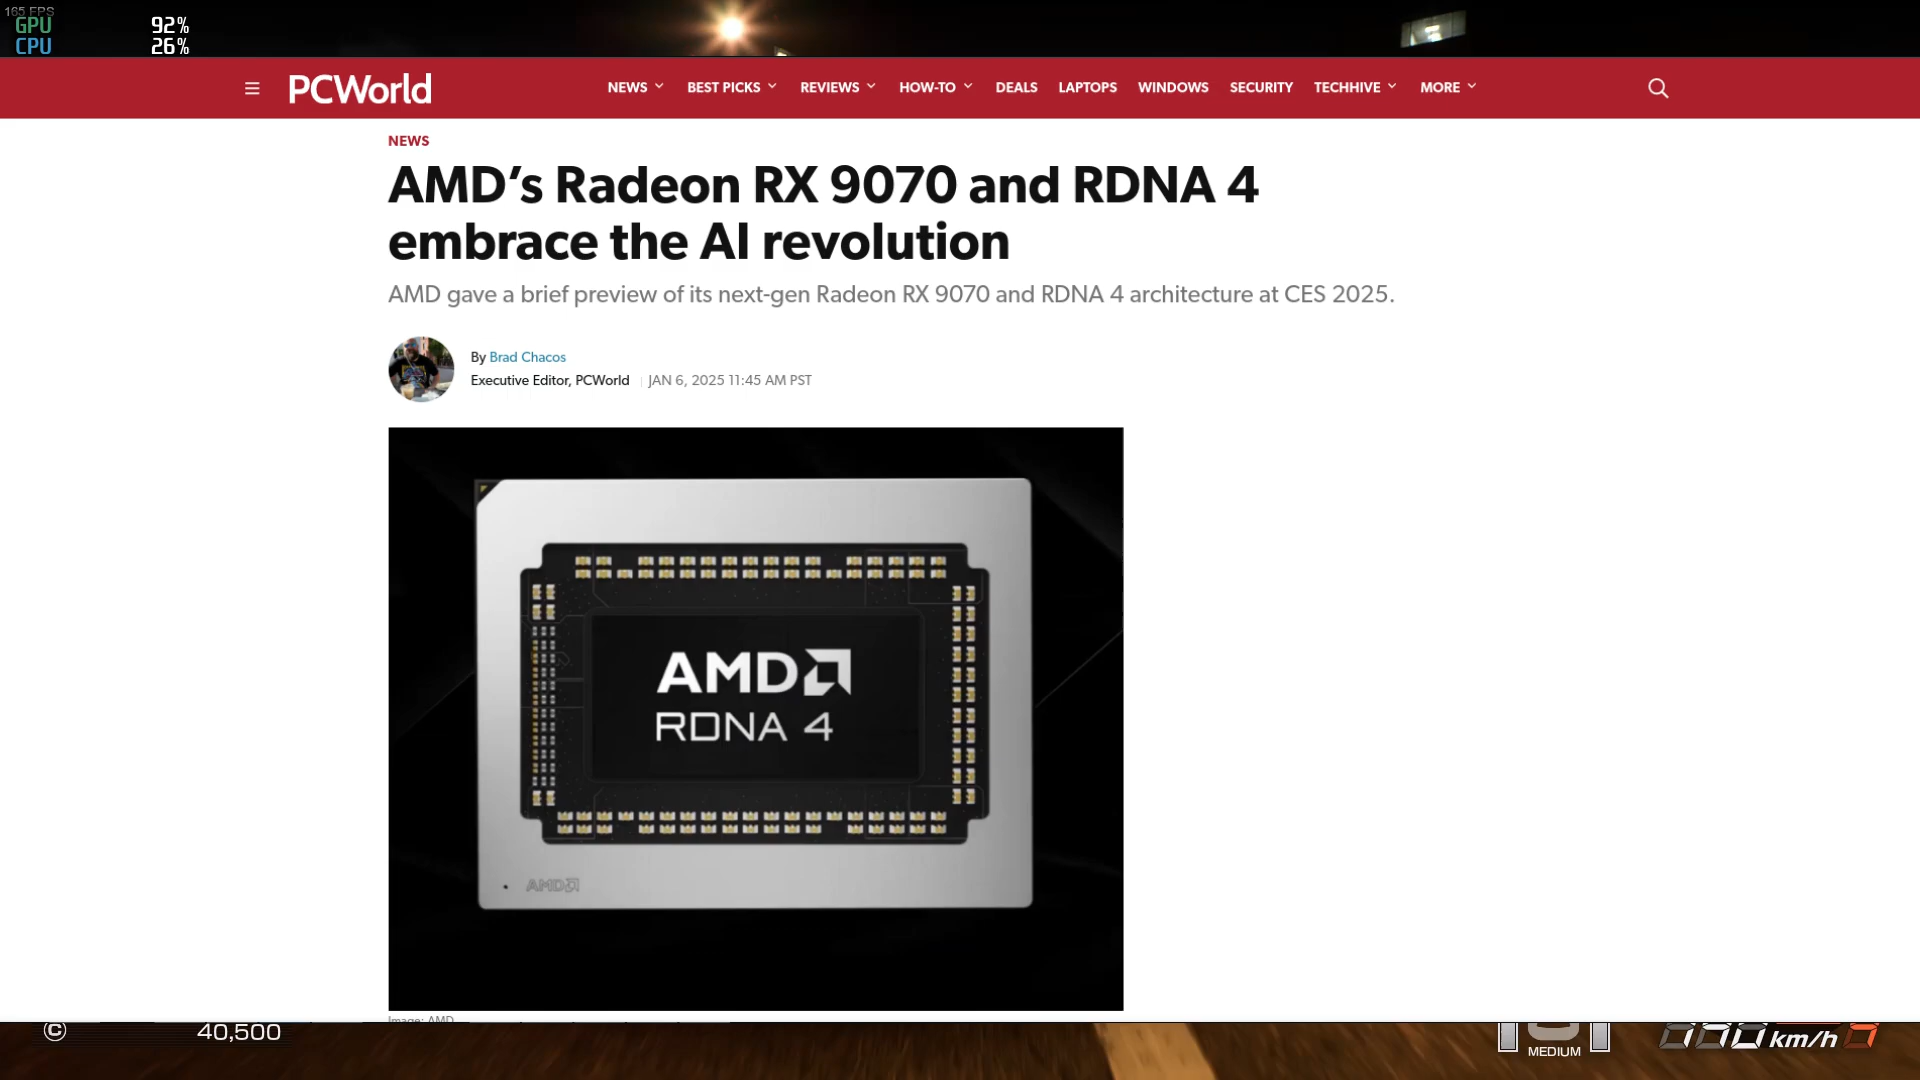 165 FPS
GPU 92%
CPU 26%
PCWorld
NEWS BEST PICKS REVIEWS HOW-TO DEALS LAPTOPS WINDOWS SECURITY TECHHIVE MORE
NEWS
AMD’s Radeon RX 9070 and RDNA 4
embrace the AI revolution
AMD gave a brief preview of its next-gen Radeon RX 9070 and RDNA 4 architecture at CES 2025.
By Brad Chacos
Executive Editor, PCWorld | JAN 6, 2025 11:45 AM PST
AMD
RDNA 4
AMD
Image: AMD
© 40,500
MEDIUM
km/h